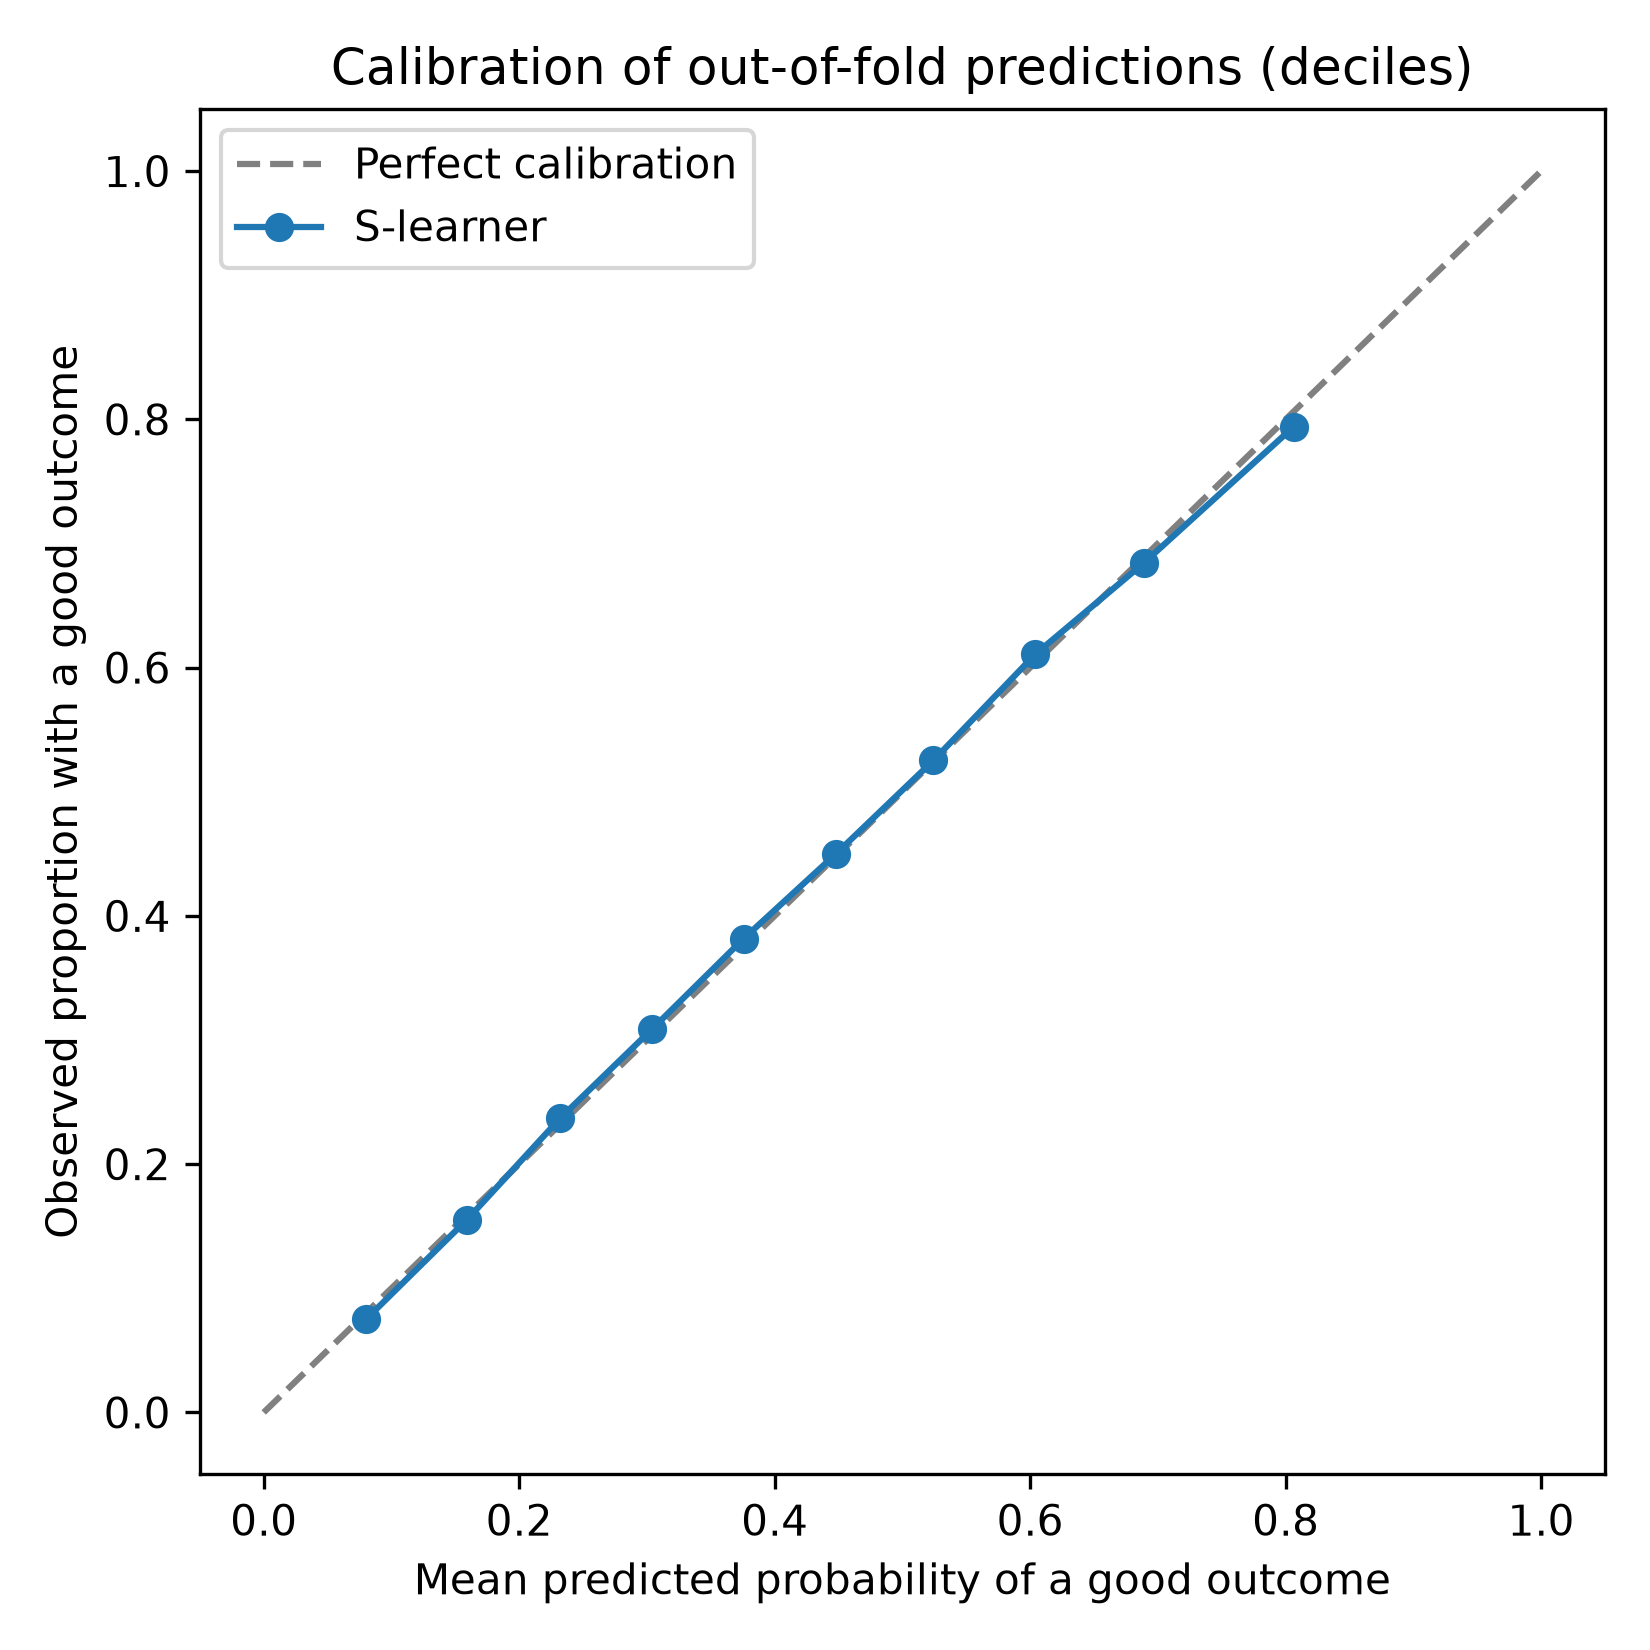 Calibration of out-of-fold predictions (deciles)
Perfect calibration
S-learner
Observed proportion with a good outcome
1.0
0.8
0.6
0.4
0.2
0.0
0.0 0.2 0.4 0.6 0.8 1.0
Mean predicted probability of a good outcome